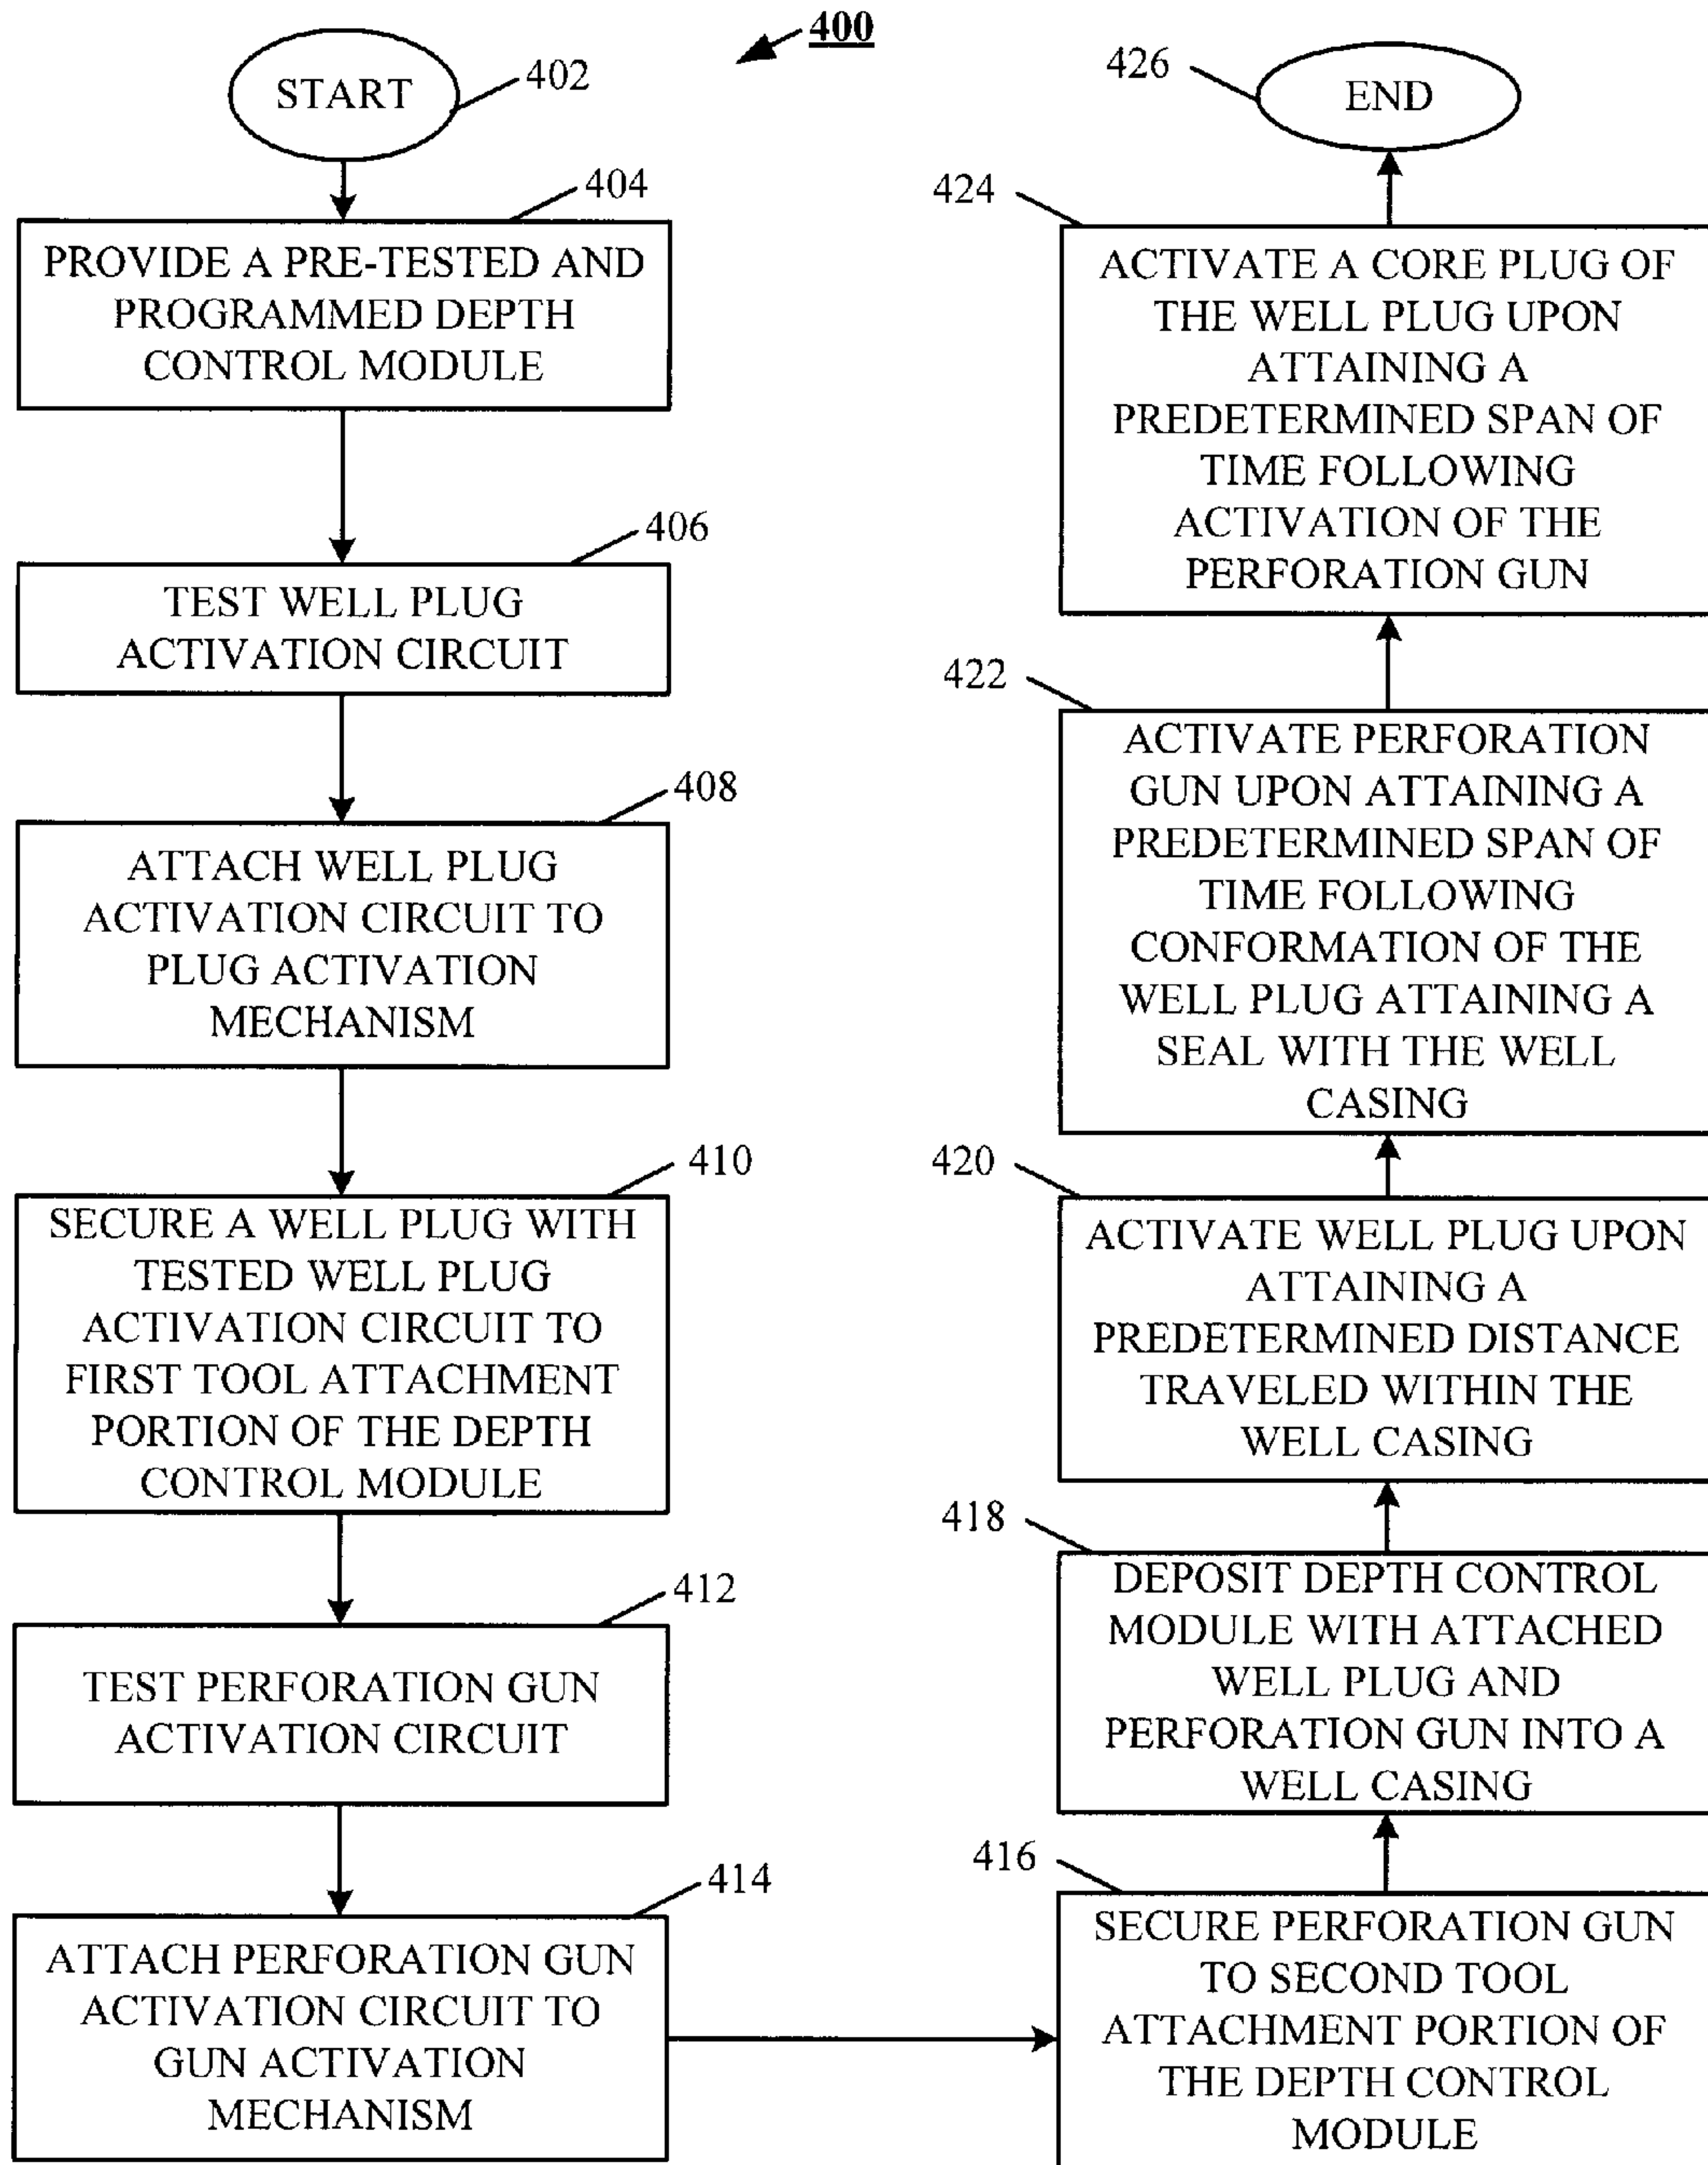 400
START
402
404
PROVIDE A PRE-TESTED AND
PROGRAMMED DEPTH
CONTROL MODULE
406
TEST WELL PLUG
ACTIVATION CIRCUIT
408
ATTACH WELL PLUG
ACTIVATION CIRCUIT TO
PLUG ACTIVATION
MECHANISM
410
SECURE A WELL PLUG WITH
TESTED WELL PLUG
ACTIVATION CIRCUIT TO
FIRST TOOL ATTACHMENT
PORTION OF THE DEPTH
CONTROL MODULE
412
TEST PERFORATION GUN
ACTIVATION CIRCUIT
414
ATTACH PERFORATION GUN
ACTIVATION CIRCUIT TO
GUN ACTIVATION
MECHANISM
416
SECURE PERFORATION GUN
TO SECOND TOOL
ATTACHMENT PORTION OF
THE DEPTH CONTROL
MODULE
418
DEPOSIT DEPTH CONTROL
MODULE WITH ATTACHED
WELL PLUG AND
PERFORATION GUN INTO A
WELL CASING
420
ACTIVATE WELL PLUG UPON
ATTAINING A
PREDETERMINED DISTANCE
TRAVELED WITHIN THE
WELL CASING
422
ACTIVATE PERFORATION
GUN UPON ATTAINING A
PREDETERMINED SPAN OF
TIME FOLLOWING
CONFORMATION OF THE
WELL PLUG ATTAINING A
SEAL WITH THE WELL
CASING
424
ACTIVATE A CORE PLUG OF
THE WELL PLUG UPON
ATTAINING A
PREDETERMINED SPAN OF
TIME FOLLOWING
ACTIVATION OF THE
PERFORATION GUN
426
END